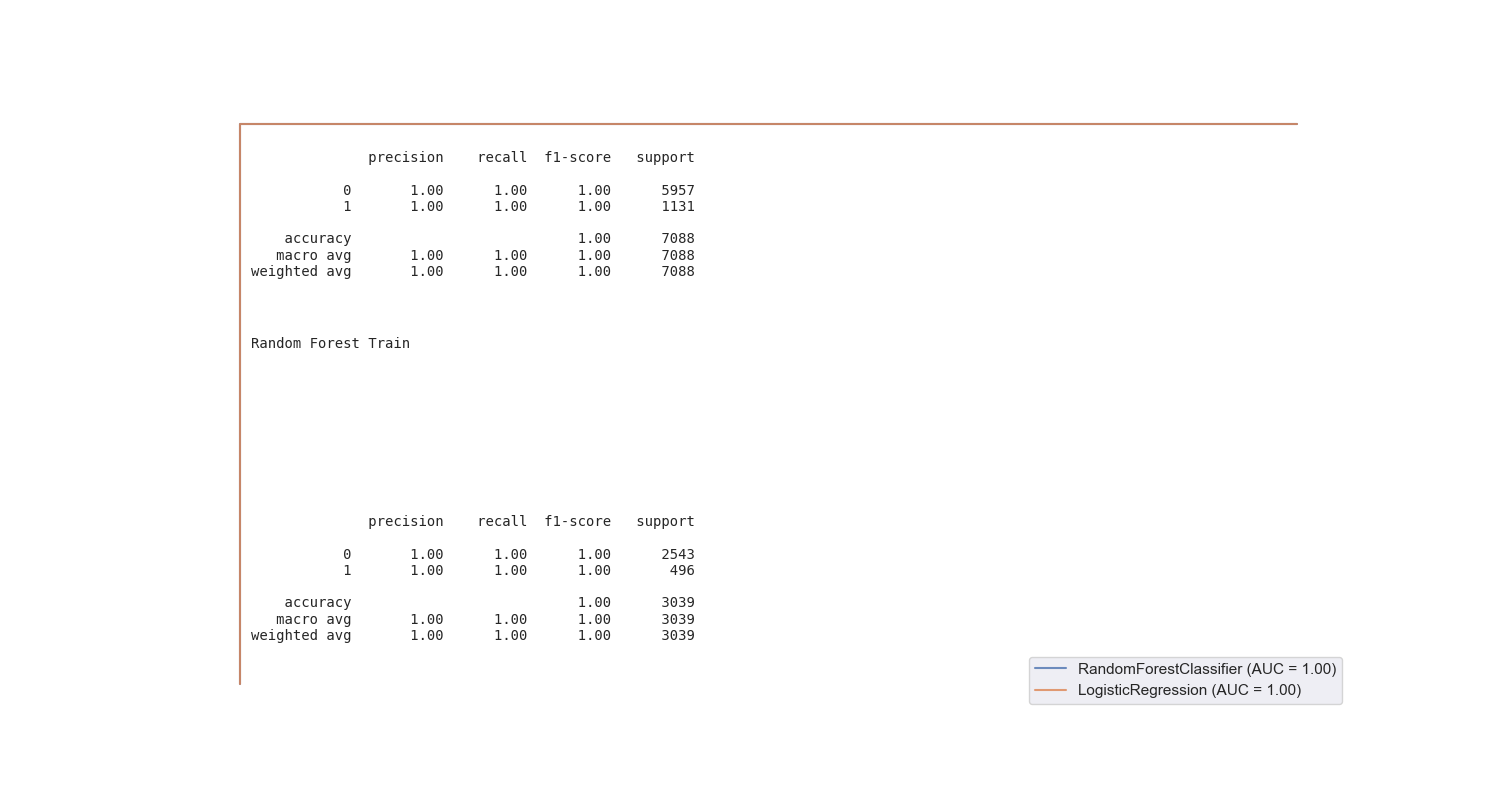 precision    recall  f1-score   support

           0       1.00      1.00      1.00      5957
           1       1.00      1.00      1.00      1131

    accuracy                           1.00      7088
   macro avg       1.00      1.00      1.00      7088
weighted avg       1.00      1.00      1.00      7088

Random Forest Train

              precision    recall  f1-score   support

           0       1.00      1.00      1.00      2543
           1       1.00      1.00      1.00       496

    accuracy                           1.00      3039
   macro avg       1.00      1.00      1.00      3039
weighted avg       1.00      1.00      1.00      3039

RandomForestClassifier (AUC = 1.00)
LogisticRegression (AUC = 1.00)